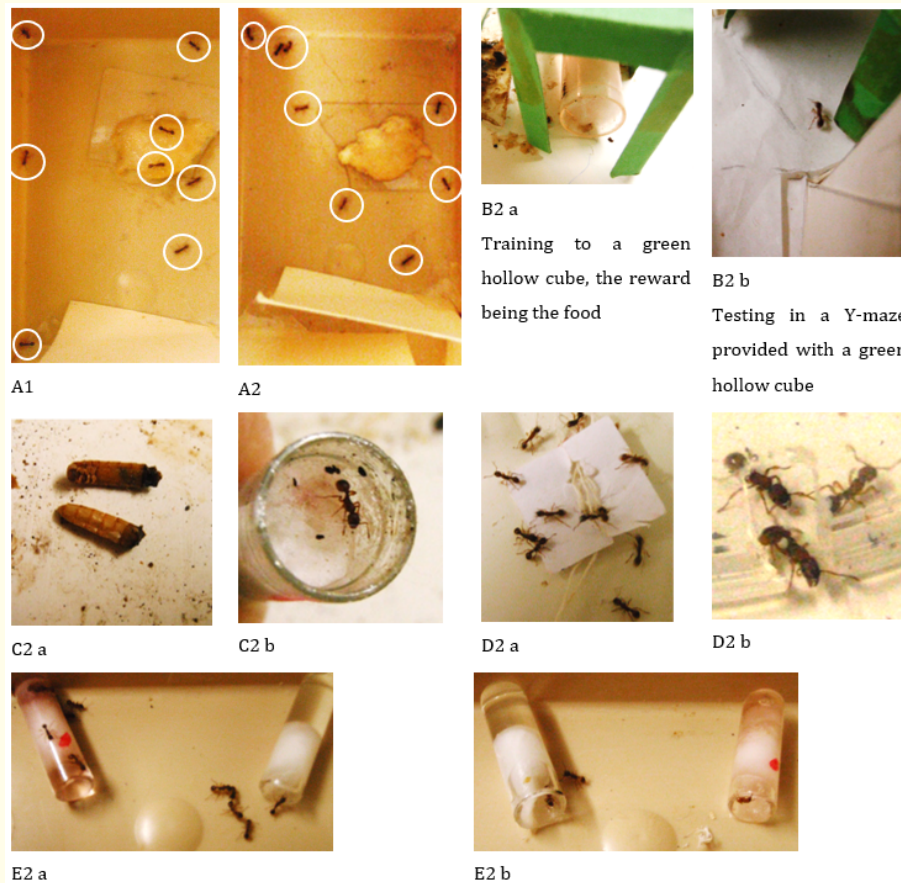 A1
A2
B2 a
Training to a green
hollow cube, the reward
being the food
B2 b
Testing in a Y-maze
provided with a green
hollow cube
C2 a
C2 b
D2 a
D2 b
E2 a
E2 b